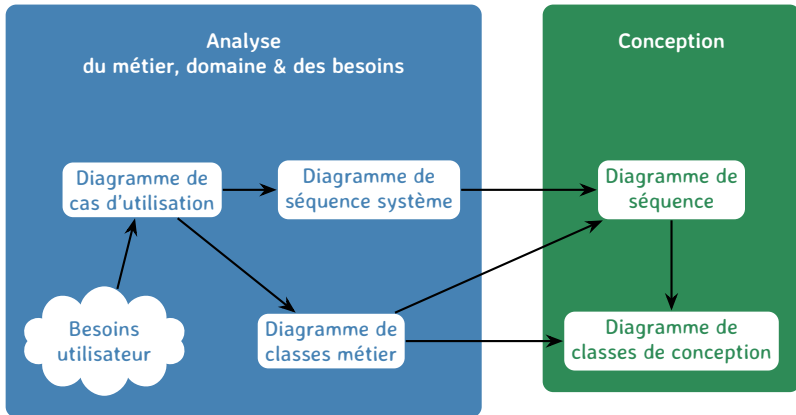 Analyse
du métier, domaine & des besoins
Conception
Diagramme de
cas d'utilisation
Diagramme de
séquence système
Diagramme de
séquence
Besoins
utilisateur
Diagramme de
classes métier
Diagramme de
classes de conception